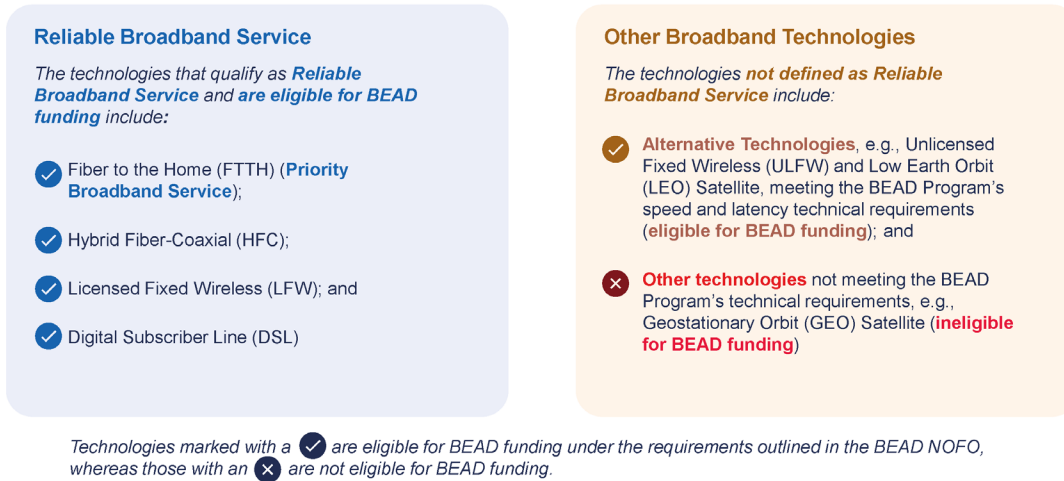 Reliable Broadband Service
The technologies that qualify as Reliable
Broadband Service and are eligible for BEAD
funding include:
Fiber to the Home (FTTH) (Priority
Broadband Service);
Hybrid Fiber-Coaxial (HFC);
Licensed Fixed Wireless (LFW); and
Digital Subscriber Line (DSL)
Other Broadband Technologies
The technologies not defined as Reliable
Broadband Service include:
Alternative Technologies, e.g., Unlicensed
Fixed Wireless (ULFW) and Low Earth Orbit
(LEO) Satellite, meeting the BEAD Program's
speed and latency technical requirements
(eligible for BEAD funding); and
Other technologies not meeting the BEAD
Program's technical requirements, e.g.,
Geostationary Orbit (GEO) Satellite (ineligible
for BEAD funding)
Technologies marked with a are eligible for BEAD funding under the requirements outlined in the BEAD NOFO,
whereas those with an are not eligible for BEAD funding.